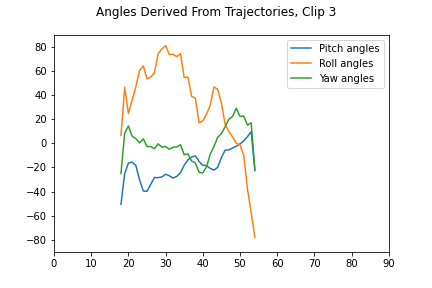 Angles Derived From Trajectories, Clip 3
Pitch angles
Roll angles
Yaw angles
80
60
40
20
0
−20
−40
−60
−80
0 10 20 30 40 50 60 70 80 90